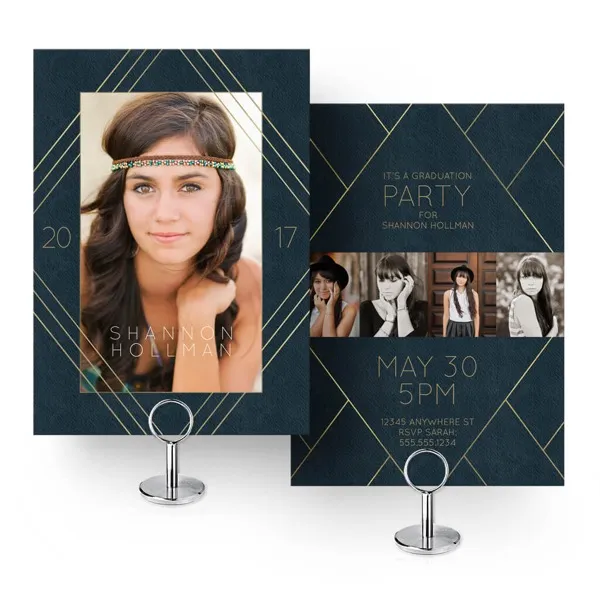 20 17
SHANNON
HOLLMAN
IT'S A GRADUATION
PARTY
FOR
SHANNON HOLLMAN
MAY 30
5PM
12345 ANYWHERE ST
RSVP SARAH:
555.555.1234